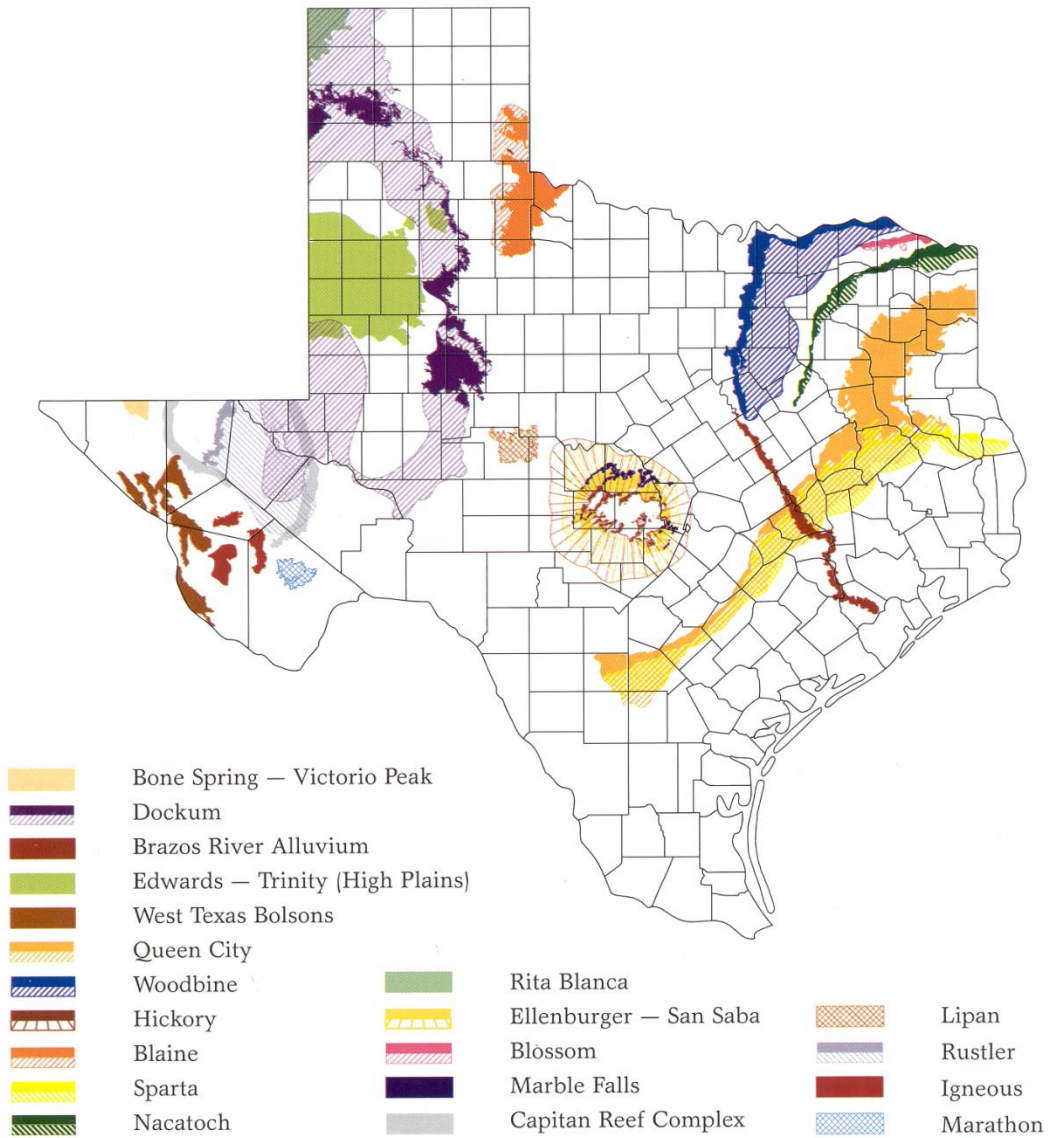 Bone Spring — Victorio Peak
Dockum
Brazos River Alluvium
Edwards — Trinity (High Plains)
West Texas Bolsons
Queen City
Woodbine
Hickory
Blaine
Sparta
Nacatoch
Rita Blanca
Ellenburger — San Saba
Blossom
Marble Falls
Capitan Reef Complex
Lipan
Rustler
Igneous
Marathon